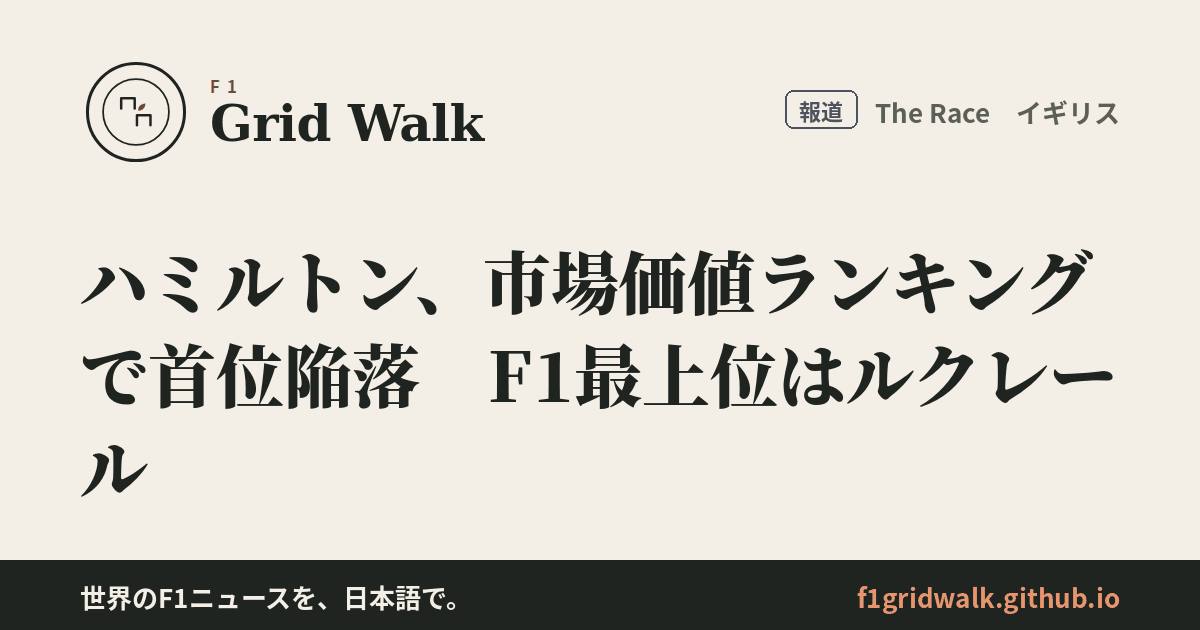 F1
Grid Walk
報道 The Race イギリス
ハミルトン、市場価値ランキング
で首位陥落 F1最上位はルクレー
ル
世界のF1ニュースを、日本語で。
f1gridwalk.github.io